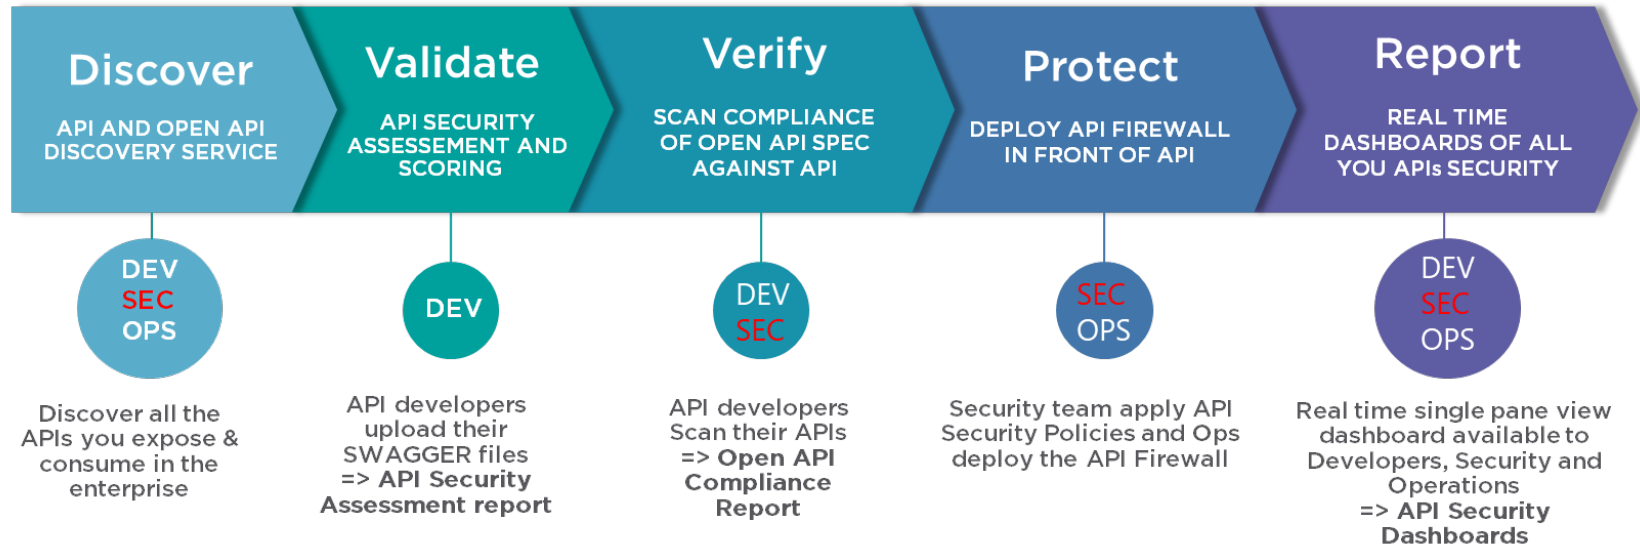 Discover
API AND OPEN API
DISCOVERY SERVICE
Validate
API SECURITY
ASSESSEMENT AND
SCORING
Verify
SCAN COMPLIANCE
OF OPEN API SPEC
AGAINST API
Protect
DEPLOY API FIREWALL
IN FRONT OF API
Report
REAL TIME
DASHBOARDS OF ALL
YOU APIs SECURITY
DEV
SEC
OPS
DEV
DEV
SEC
SEC
OPS
DEV
SEC
OPS
Discover all the
APIs you expose &
consume in the
enterprise
API developers
upload their
SWAGGER files
=> API Security
Assessment report
API developers
Scan their APIs
=> Open API
Compliance
Report
Security team apply API
Security Policies and Ops
deploy the API Firewall
Real time single pane view
dashboard available to
Developers, Security and
Operations
=> API Security
Dashboards